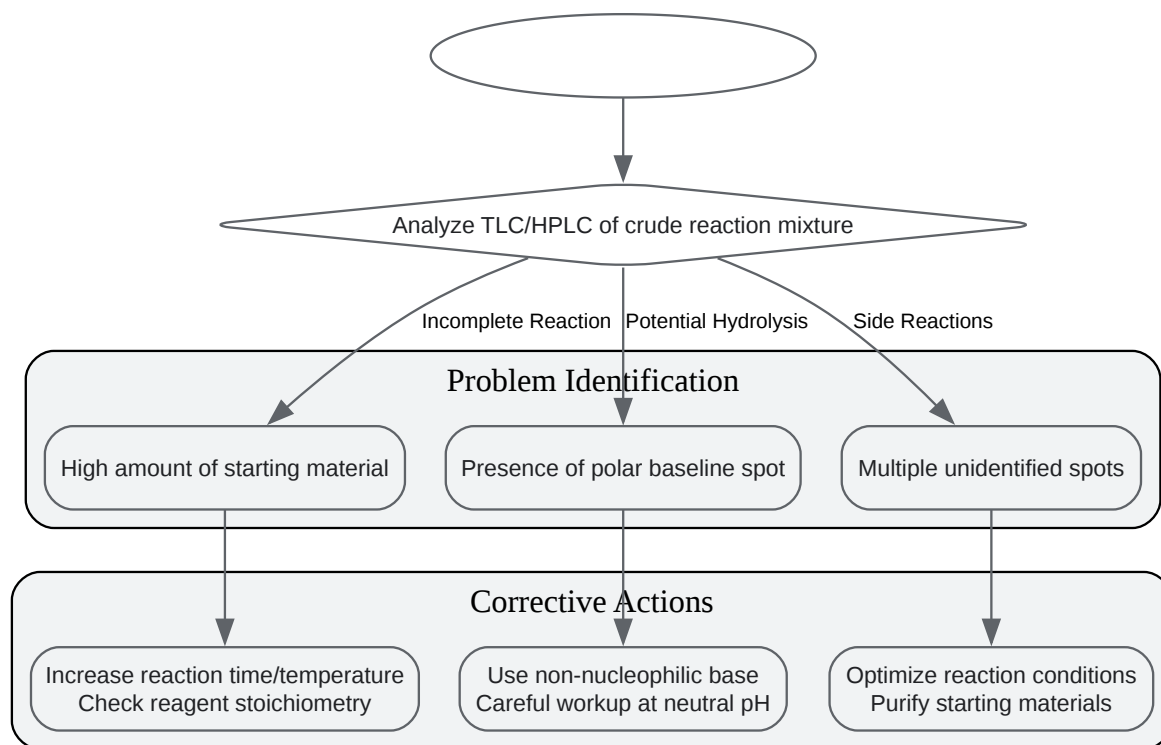 Analyze TLC/HPLC of crude reaction mixture
Incomplete Reaction
Potential Hydrolysis
Side Reactions
Problem Identification
High amount of starting material
Presence of polar baseline spot
Multiple unidentified spots
Corrective Actions
Increase reaction time/temperature
Check reagent stoichiometry
Use non-nucleophilic base
Careful workup at neutral pH
Optimize reaction conditions
Purify starting materials